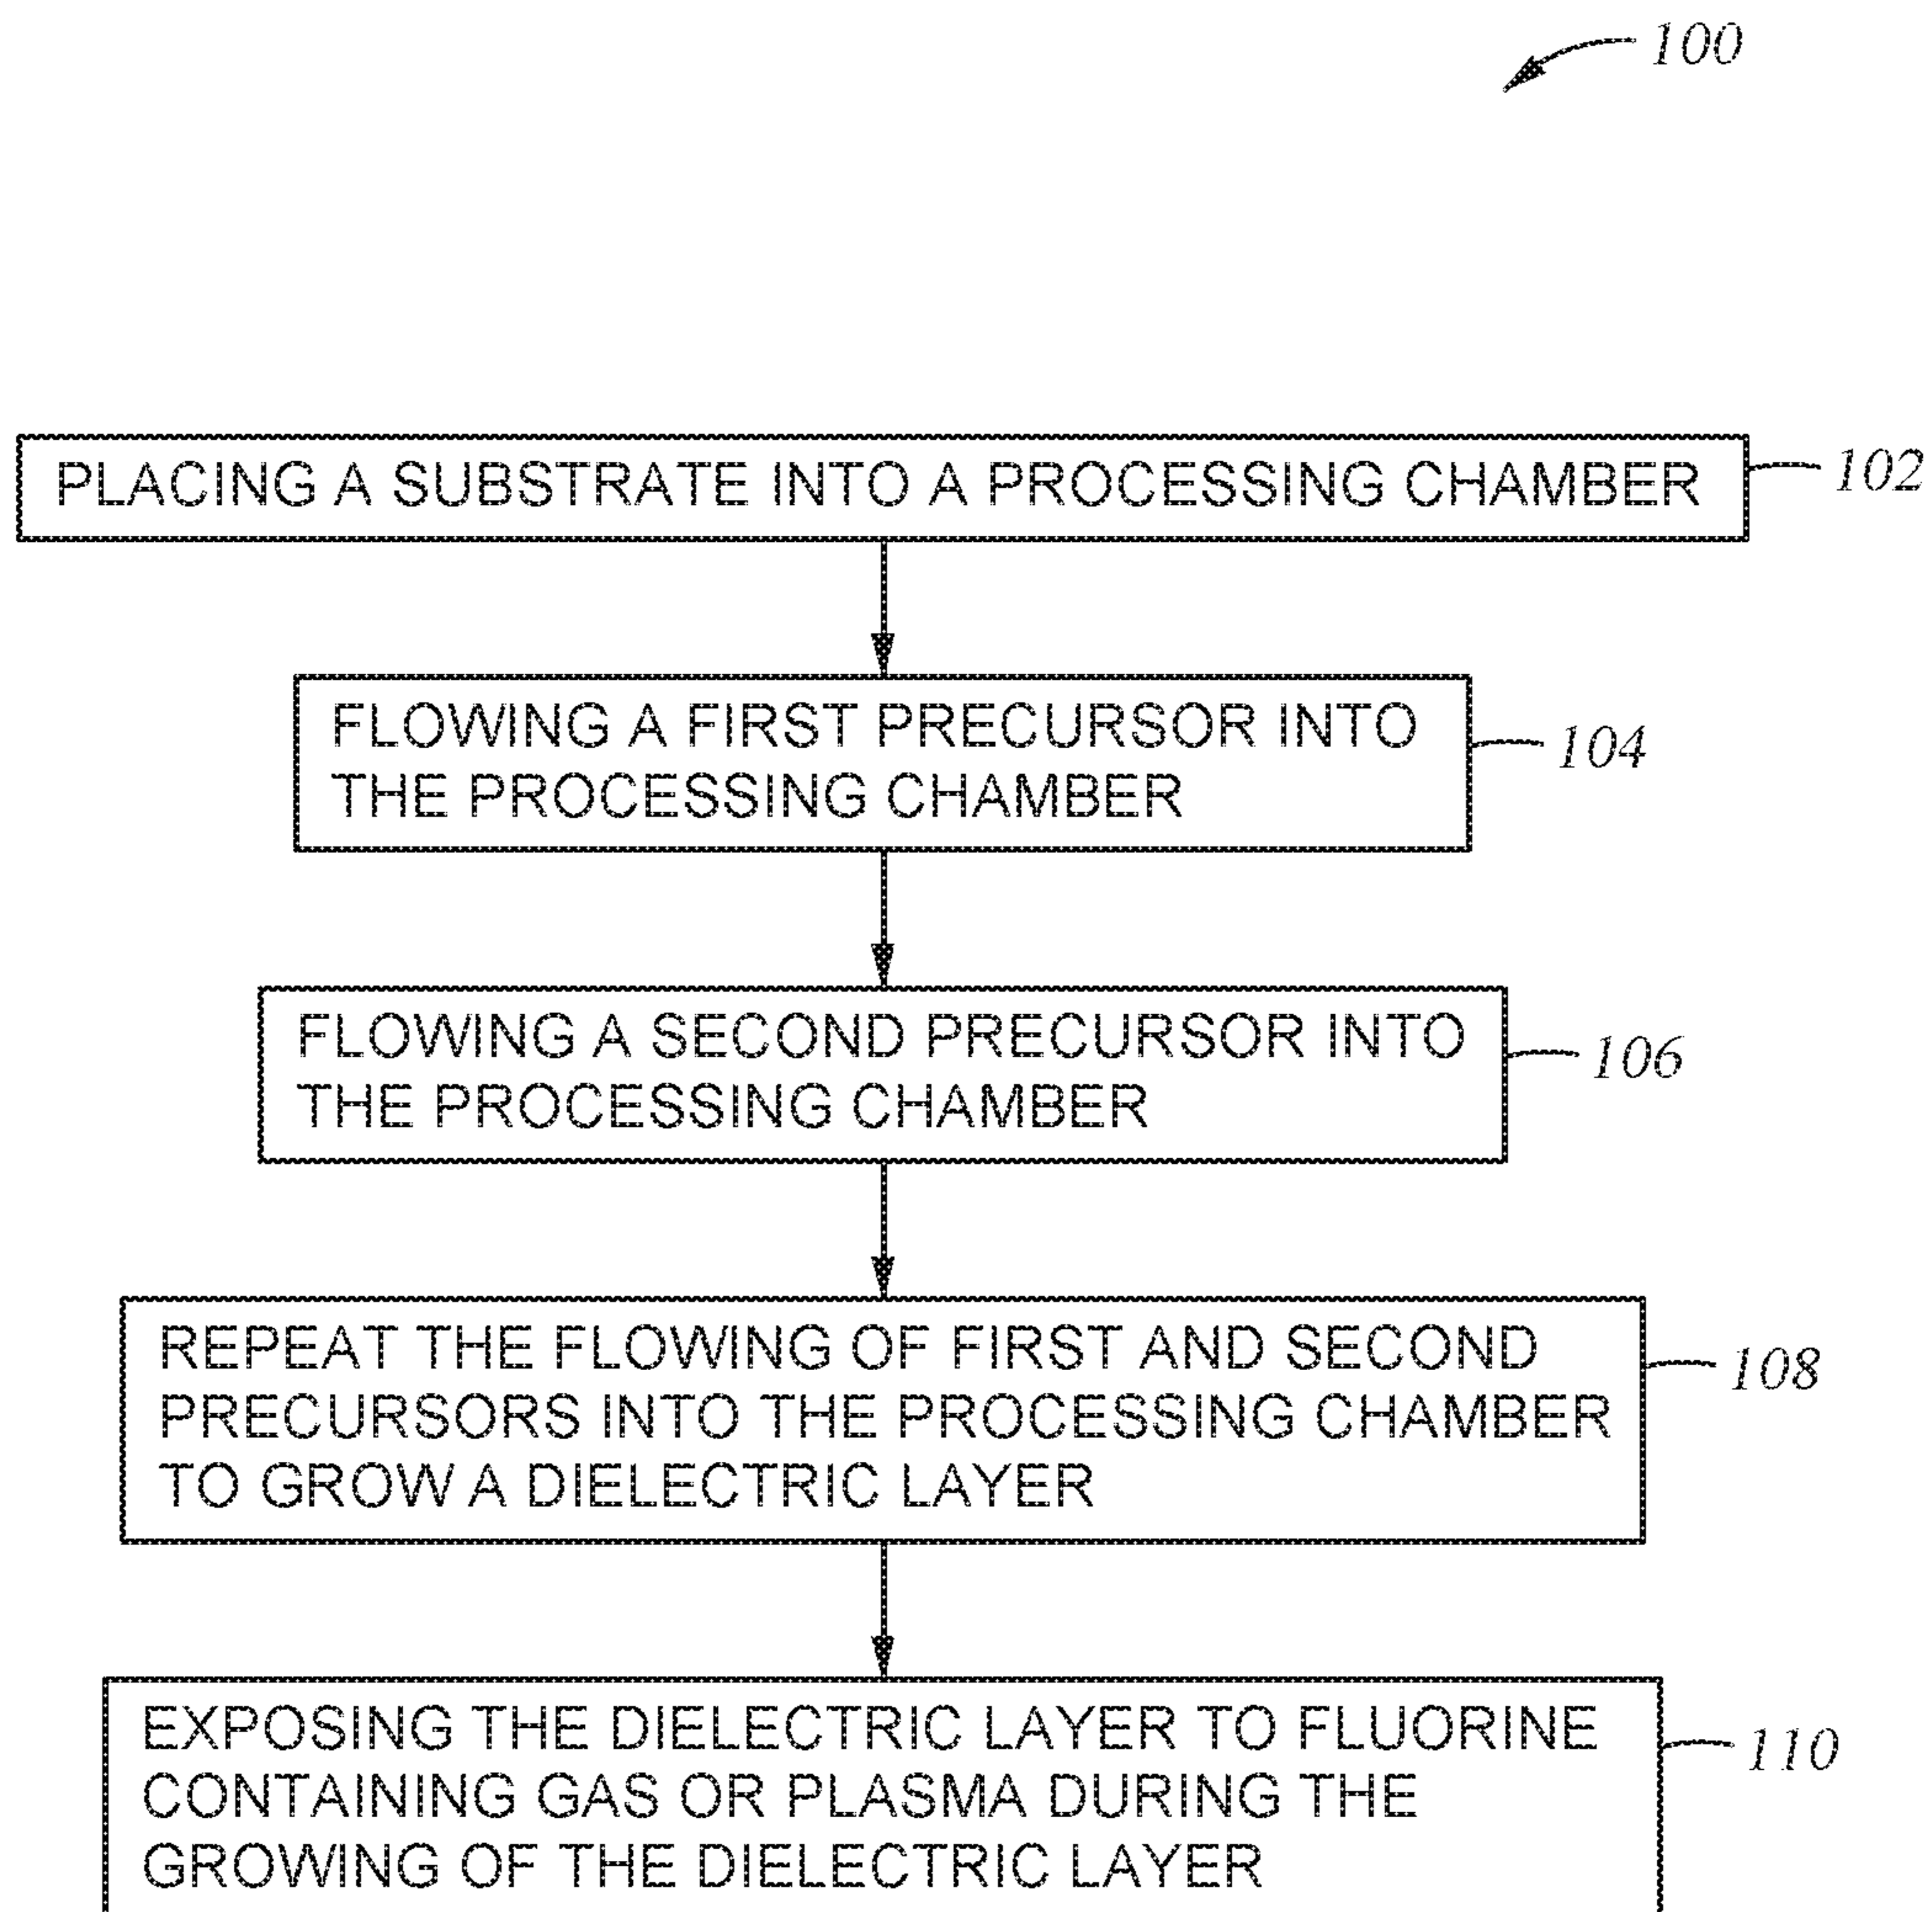 100
PLACING A SUBSTRATE INTO A PROCESSING CHAMBER
102
FLOWING A FIRST PRECURSOR INTO
THE PROCESSING CHAMBER
104
FLOWING A SECOND PRECURSOR INTO
THE PROCESSING CHAMBER
106
REPEAT THE FLOWING OF FIRST AND SECOND
PRECURSORS INTO THE PROCESSING CHAMBER
TO GROW A DIELECTRIC LAYER
108
EXPOSING THE DIELECTRIC LAYER TO FLUORINE
CONTAINING GAS OR PLASMA DURING THE
GROWING OF THE DIELECTRIC LAYER
110